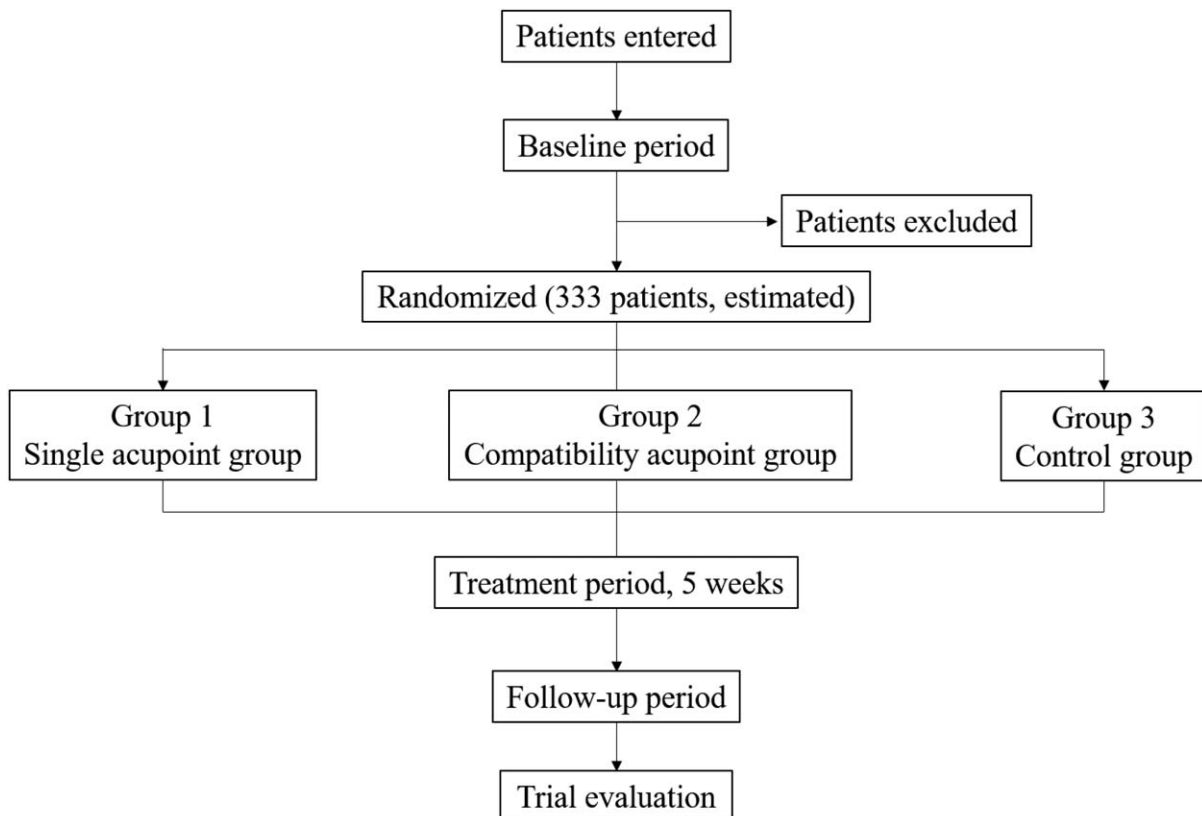 Patients entered
Baseline period
Patients excluded
Randomized (333 patients, estimated)
Group 1
Single acupoint group
Group 2
Compatibility acupoint group
Group 3
Control group
Treatment period, 5 weeks
Follow-up period
Trial evaluation